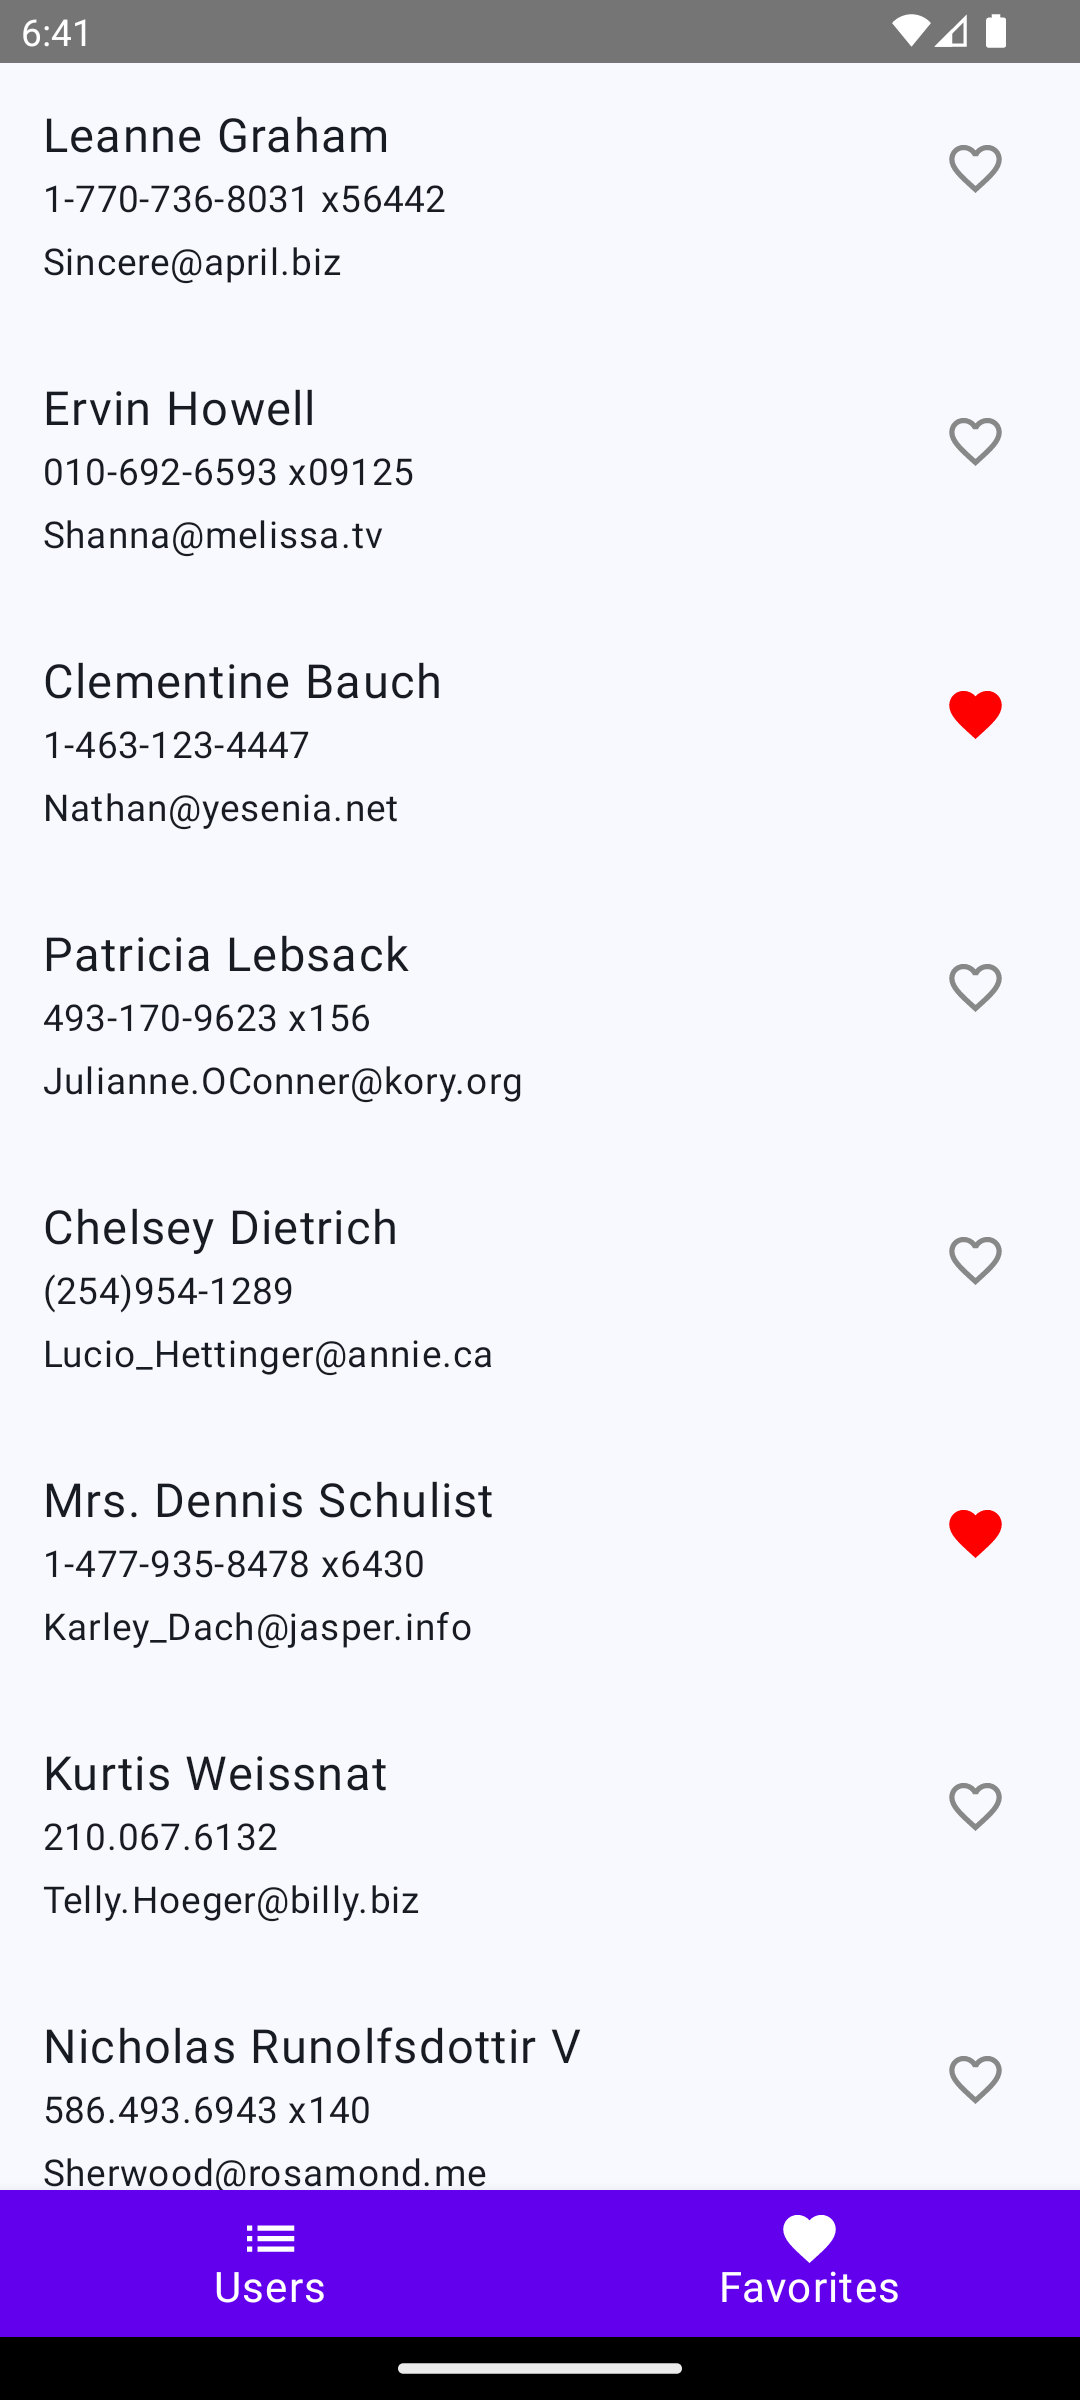 6:41
Leanne Graham
1-770-736-8031 x56442
Sincere@april.biz
Ervin Howell
010-692-6593 x09125
Shanna@melissa.tv
Clementine Bauch
1-463-123-4447
Nathan@yesenia.net
Patricia Lebsack
493-170-9623 x156
Julianne.OConner@kory.org
Chelsey Dietrich
(254)954-1289
Lucio_Hettinger@annie.ca
Mrs. Dennis Schulist
1-477-935-8478 x6430
Karley_Dach@jasper.info
Kurtis Weissnat
210.067.6132
Telly.Hoeger@billy.biz
Nicholas Runolfsdottir V
586.493.6943 x140
Sherwood@rosamond.me
Users
Favorites